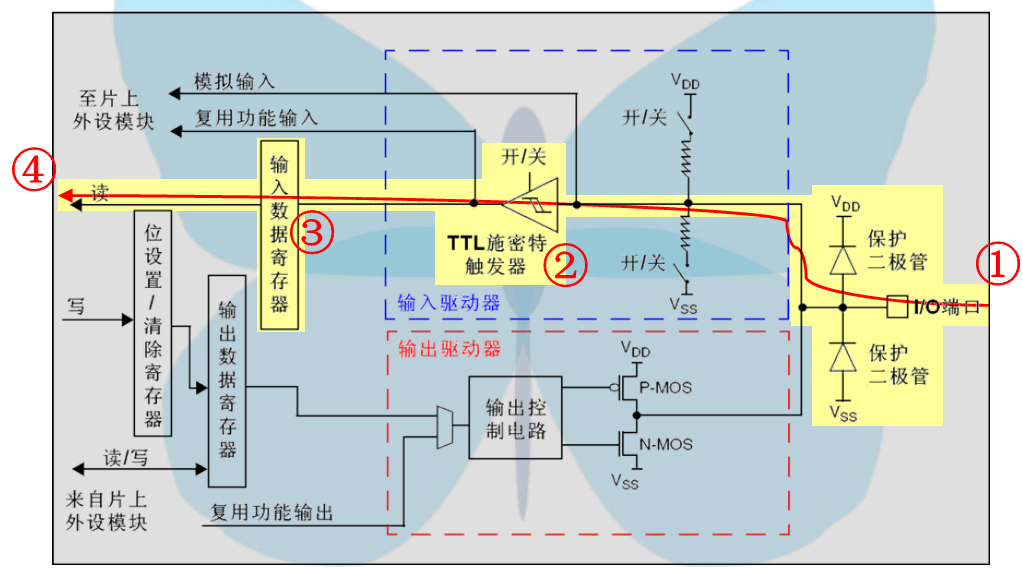 模拟输入
至片上
外设模块
复用功能输入
④
读
输
入
数
据
寄
存
器
③
开/关
TTL施密特
触发器
②
V_DD
开/关
开/关
V_SS
输入驱动器
①
V_DD
保护
二极管
I/O端口
保护
二极管
V_SS
写
位
设
置
/
清
除
寄
存
器
输
出
数
据
寄
存
器
读/写
来自片上
外设模块
复用功能输出
输出驱动器
输出控
制电路
V_DD
P-MOS
N-MOS
V_SS